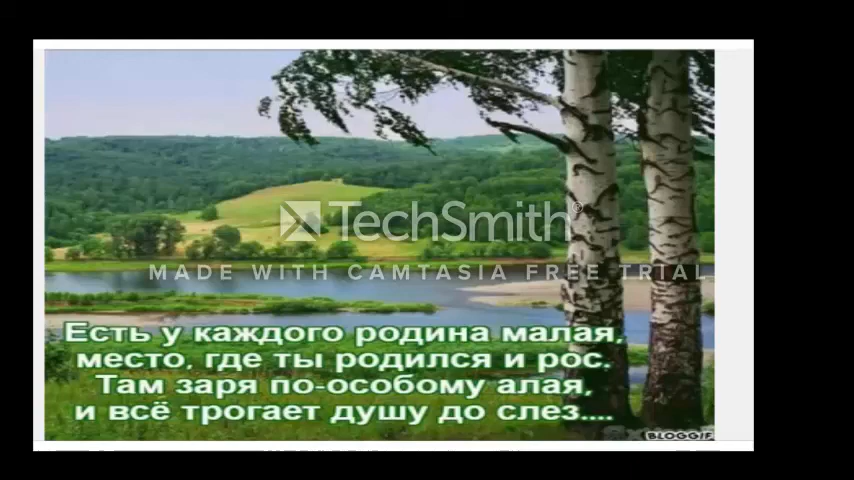 TechSmith®
MADE WITH CAMTASIA FREE TRIAL
Есть у каждого родина малая,
место, где ты родился и рос.
Там заря по-особому алая,
и всё трогает душу до слез....
BLOGGIF